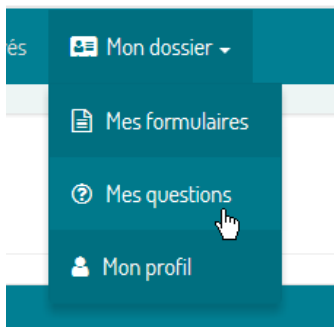 és
Mon dossier
Mes formulaires
Mes questions
Mon profil